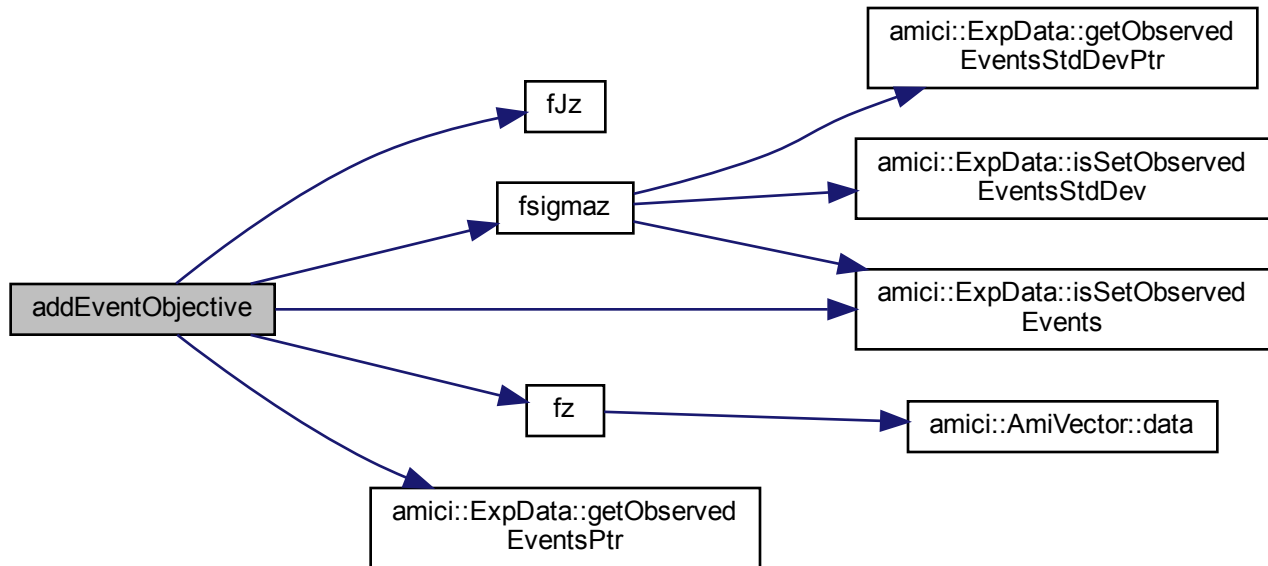 amici::ExpData::getObserved
EventsStdDevPtr
fJz
amici::ExpData::isSetObserved
EventsStdDev
fsigmaz
addEventObjective
amici::ExpData::isSetObserved
Events
fz
amici::AmiVector::data
amici::ExpData::getObserved
EventsPtr